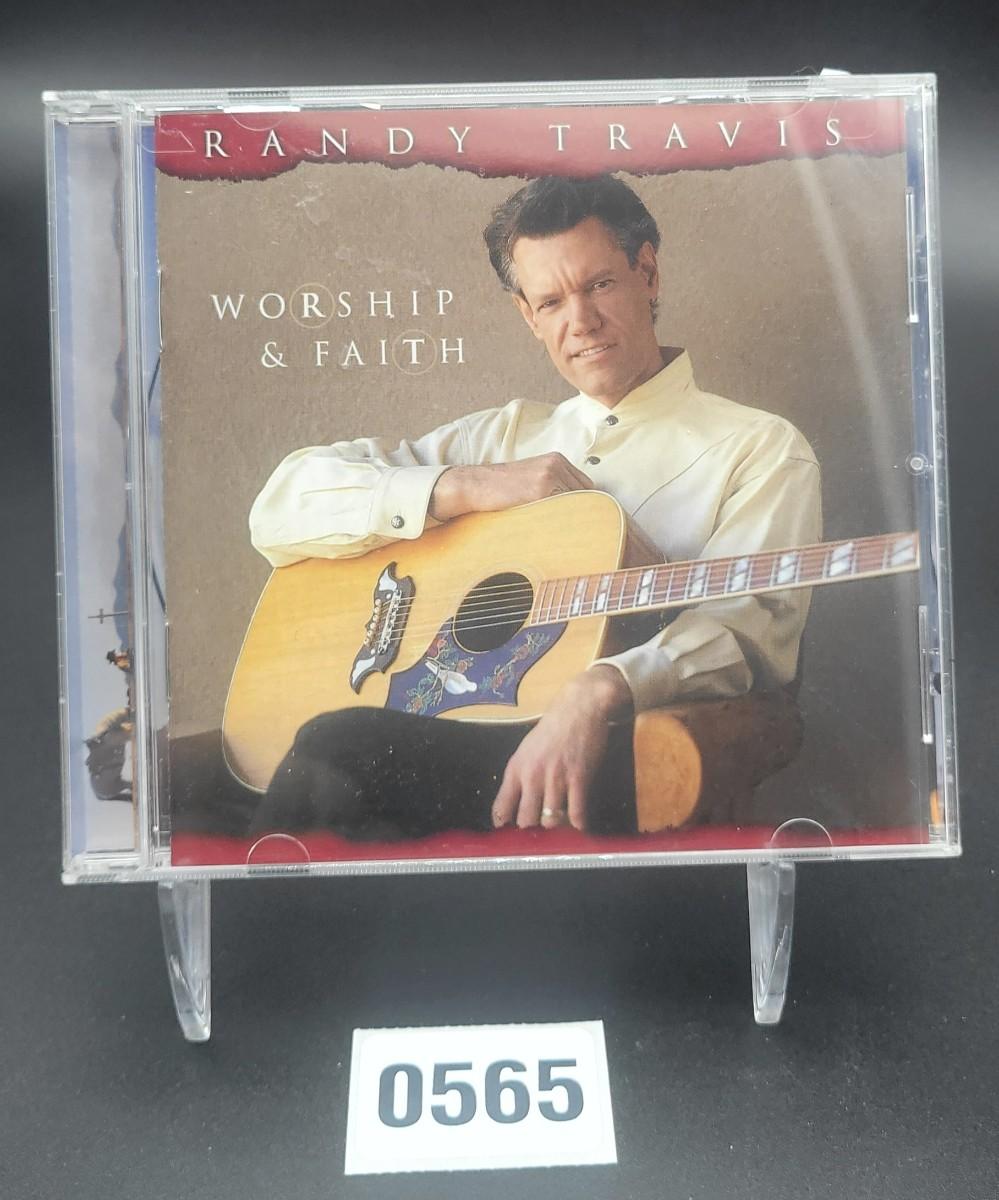 RANDY TRAVIS
WORSHIP
& FAITH
0565